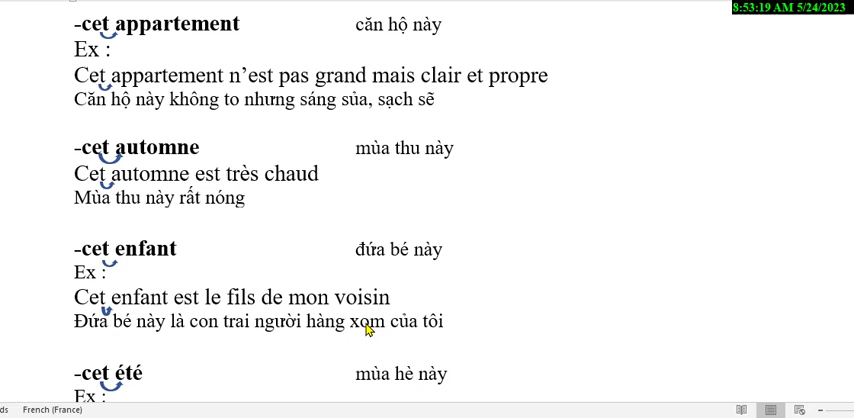 8:53:19 AM 5/24/2023
-cet appartement căn hộ này
Ex :
Cet appartement n’est pas grand mais clair et propre
Căn hộ này không to nhưng sáng sủa, sạch sẽ
-cet automne mùa thu này
Cet automne est très chaud
Mùa thu này rất nóng
-cet enfant đứa bé này
Ex :
Cet enfant est le fils de mon voisin
Đứa bé này là con trai người hàng xom của tôi
-cet été mùa hè này
Ex :
ds French (France)